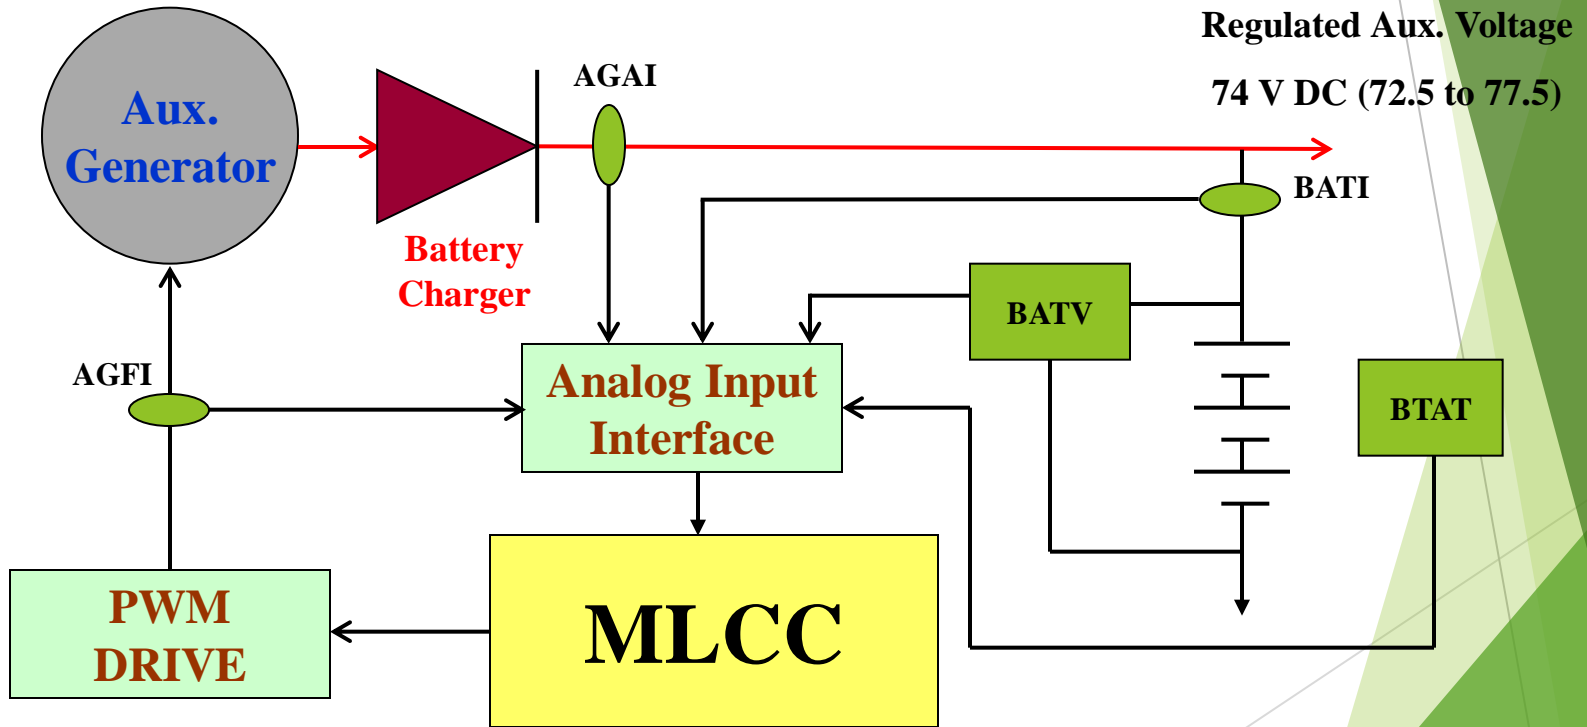 Regulated Aux. Voltage
74 V DC (72.5 to 77.5)
AGAI
Aux.
Generator
BATI
Battery
Charger
BATV
AGFI
Analog Input
Interface
BTAT
PWM
DRIVE
MLCC